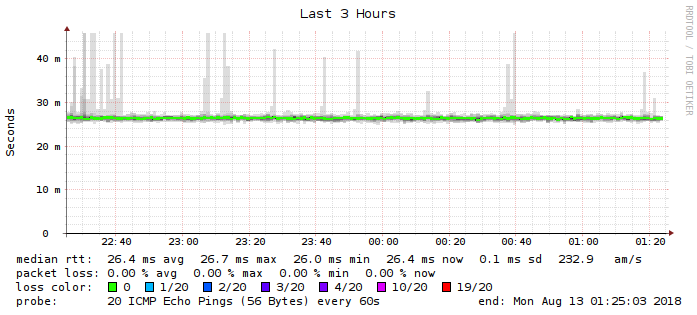 Last 3 Hours
RRDTOOL / TOBI OETIKER
Seconds
40 m
30 m
20 m
10 m
0
22:40 23:00 23:20 23:40 00:00 00:20 00:40 01:00 01:20
median rtt: 26.4 ms avg 26.7 ms max 26.0 ms min 26.4 ms now 0.1 ms sd 232.9 am/s
packet loss: 0.00 % avg 0.00 % max 0.00 % min 0.00 % now
loss color: 0 1/20 2/20 3/20 4/20 10/20 19/20
probe: 20 ICMP Echo Pings (56 Bytes) every 60s end: Mon Aug 13 01:25:03 2018